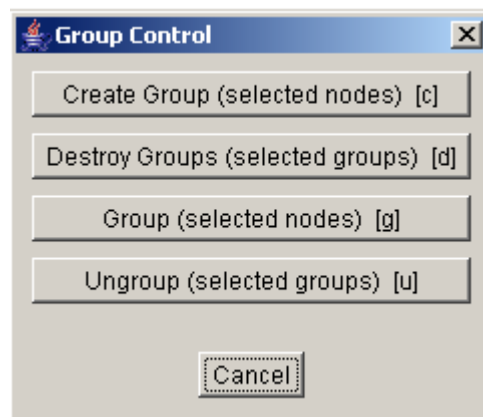 Group Control
Create Group (selected nodes) [c]
Destroy Groups (selected groups) [d]
Group (selected nodes) [g]
Ungroup (selected groups) [u]
Cancel